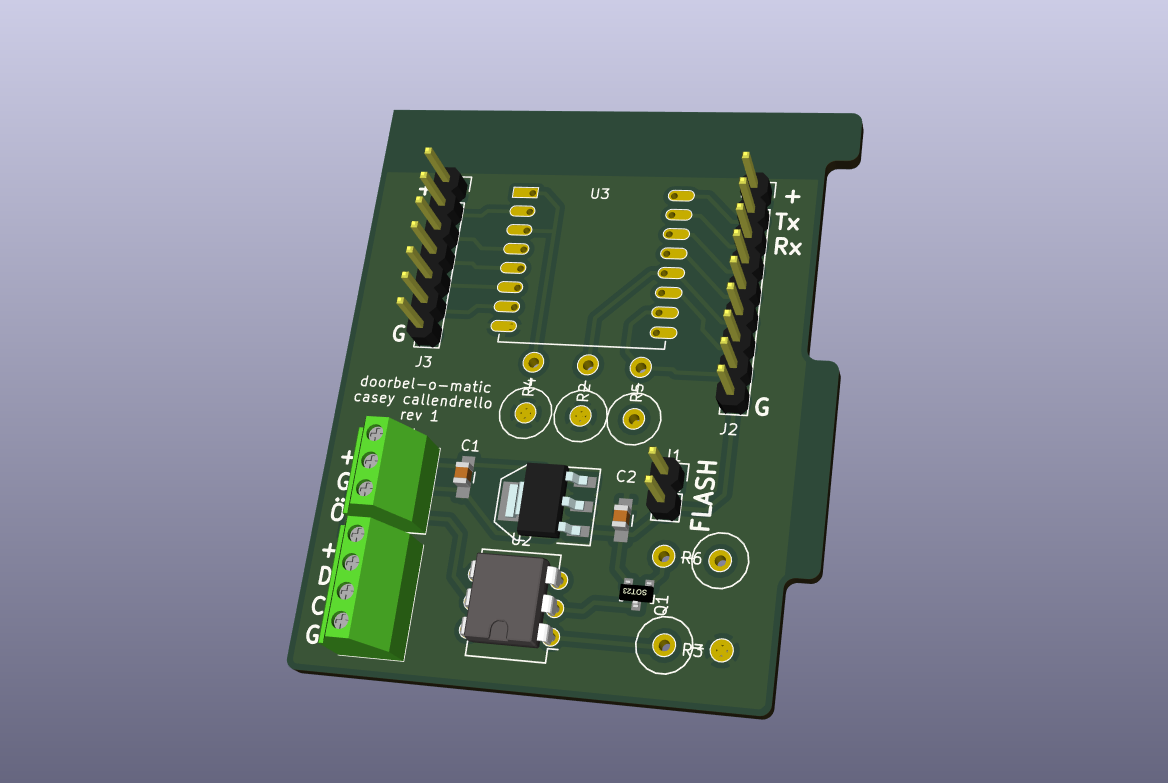 U3
+
+
Tx
Rx
G
J3
G
J2
doorbel-o-matic
casey callendrello
rev 1
R4
R2
R5
C1
C2
J1
FLASH
+
G
Ö
U2
+
D
C
G
SOT23
Q1
R6
R3